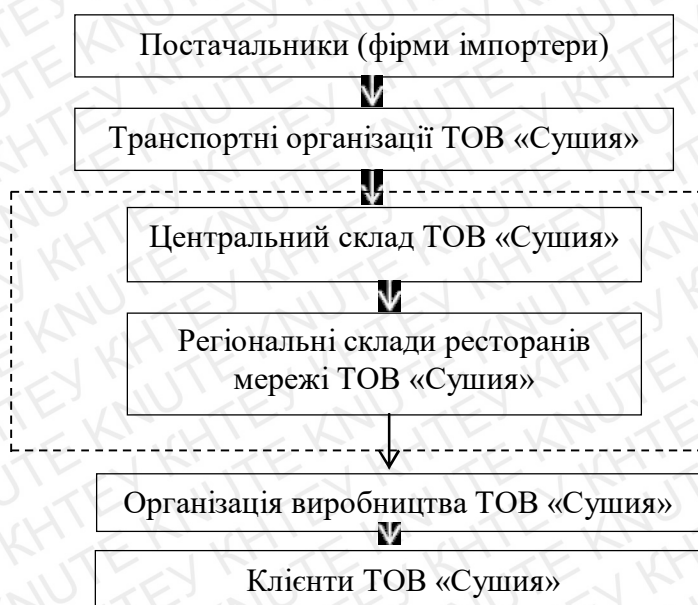 Постачальники (фірми імпортери)
Транспортні організації ТОВ «Сушия»
Центральний склад ТОВ «Сушия»
Регіональні склади ресторанів
мережі ТОВ «Сушия»
Організація виробництва ТОВ «Сушия»
Клієнти ТОВ «Сушия»